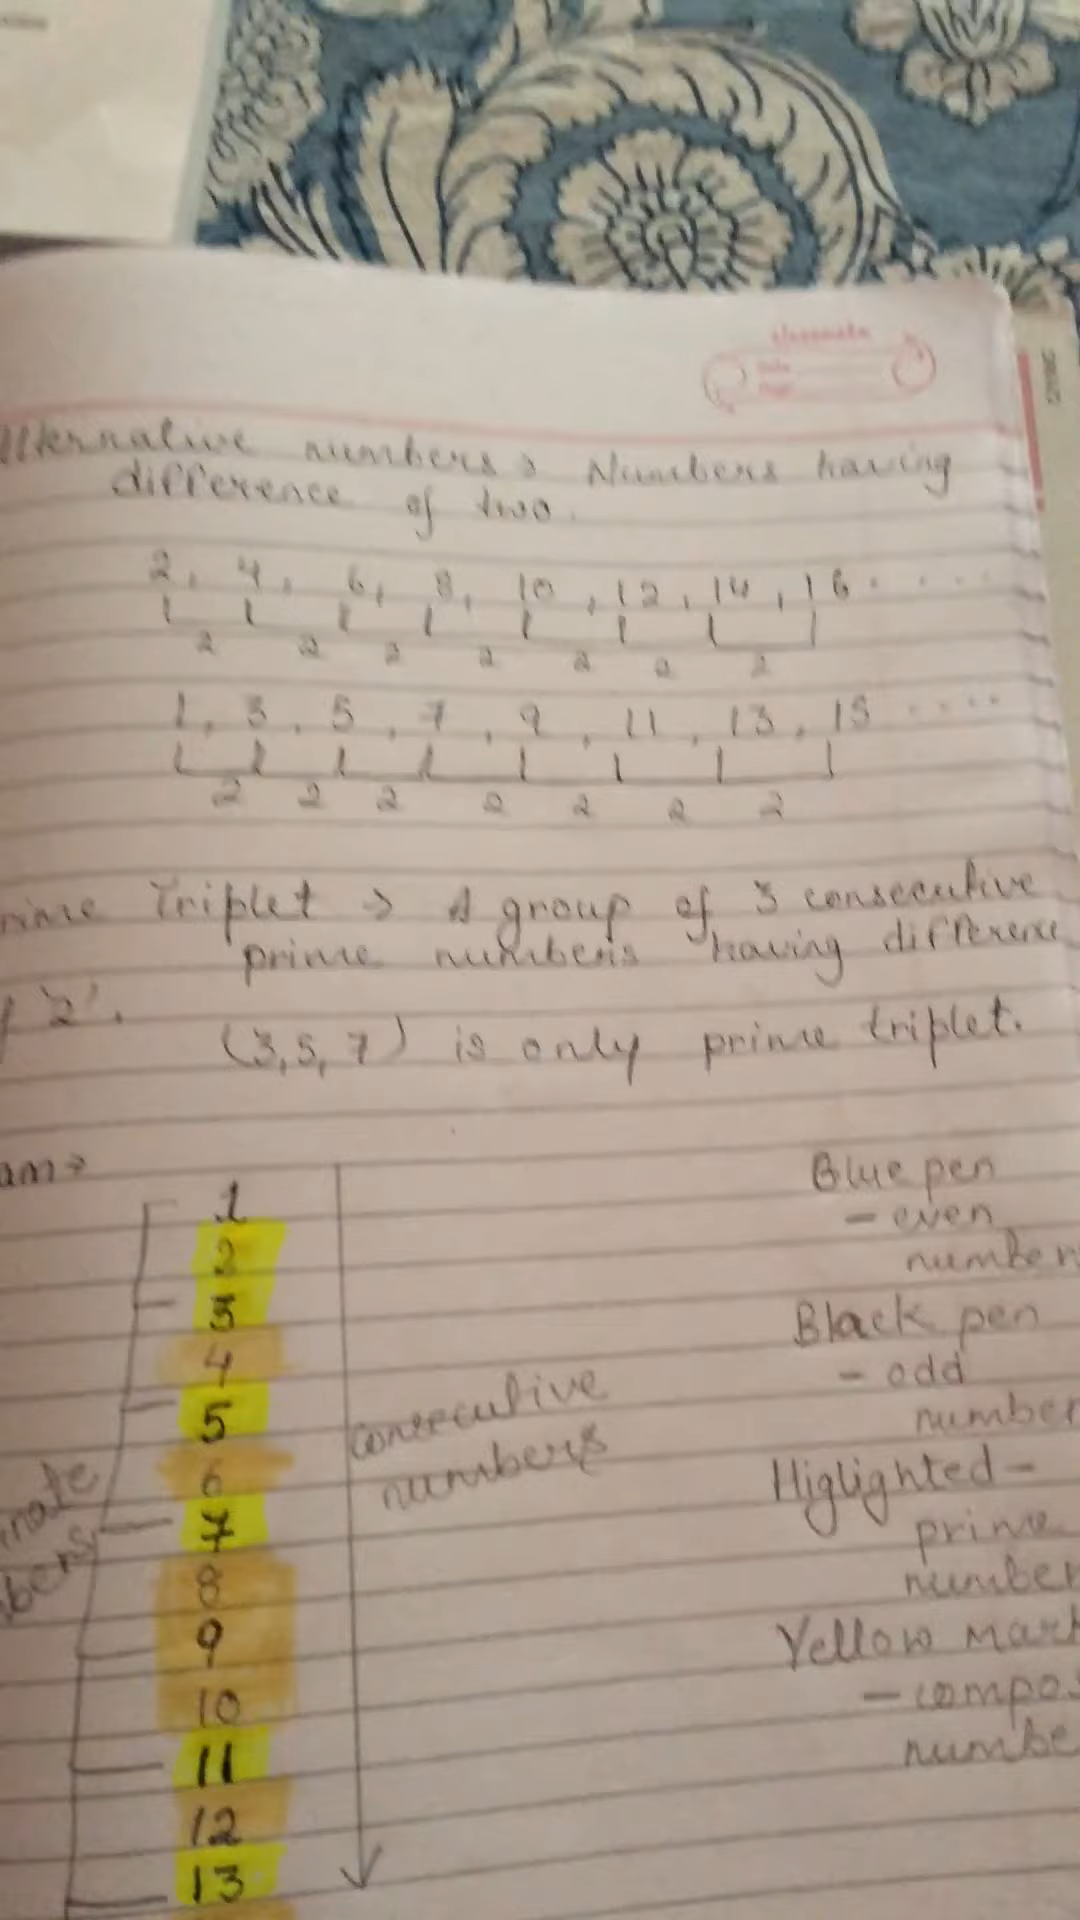 Alternative numbers → Numbers having
difference of two.
2, 4, 6, 8, 10, 12, 14, 16 . . . .
2 2 2 2 2 2 2
1, 3, 5, 7, 9, 11, 13, 15 . . . .
2 2 2 2 2 2 2
rime Triplet → A group of 3 consecutive
prime numbers having difference
f '2'.
(3, 5, 7) is only prime triplet.
am →
1
2
3
4
5
6
7
8
9
10
11
12
13
nate
bers
consecutive
numbers
Blue pen
- even
number
Black pen
- odd
number
Higlighted -
prime
number
Yellow mark
- compos
numbe